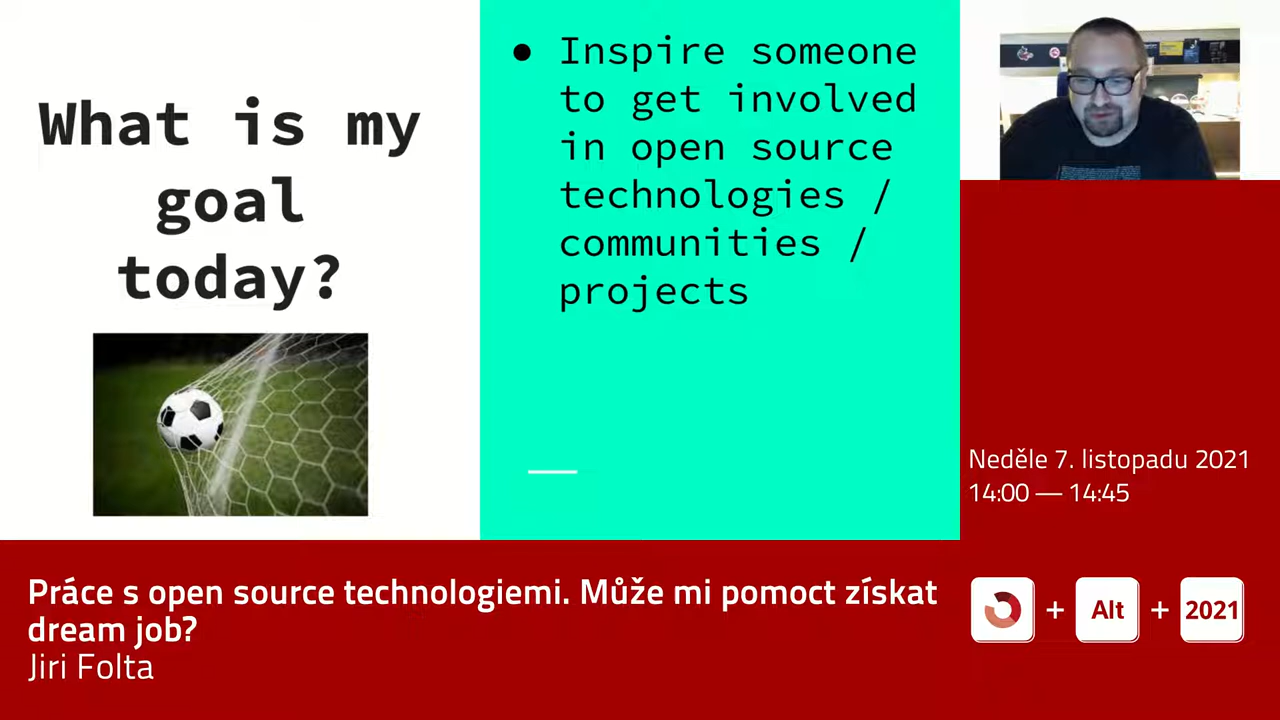 What is my
goal
today?
● Inspire someone
to get involved
in open source
technologies /
communities /
projects
Neděle 7. listopadu 2021
14:00 — 14:45
Práce s open source technologiemi. Může mi pomoct získat
dream job?
Jiri Folta
+ Alt + 2021